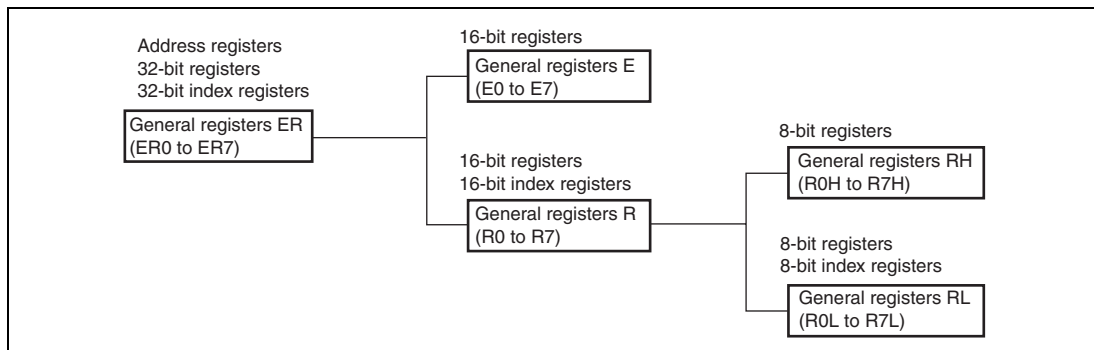 Address registers
32-bit registers
32-bit index registers
General registers ER
(ER0 to ER7)
16-bit registers
General registers E
(E0 to E7)
16-bit registers
16-bit index registers
General registers R
(R0 to R7)
8-bit registers
General registers RH
(R0H to R7H)
8-bit registers
8-bit index registers
General registers RL
(R0L to R7L)